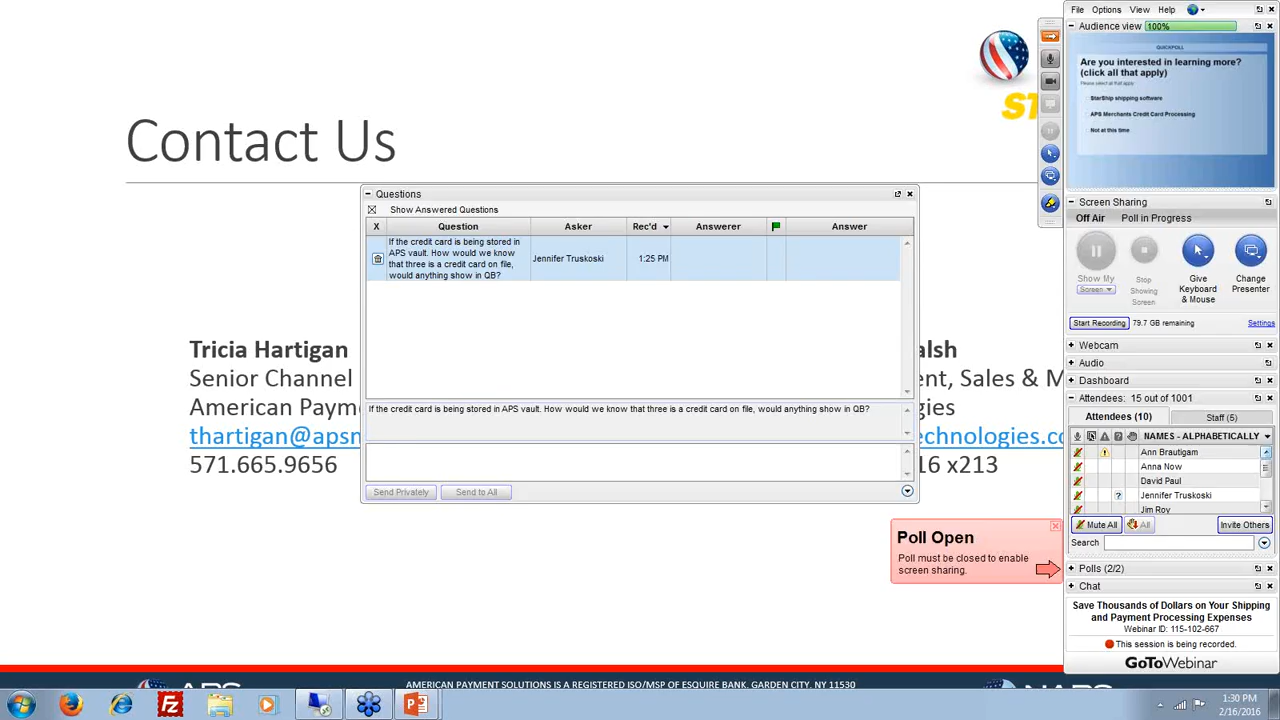 File Options View Help
Audience view 100%
QUICKPOLL
Are you interested in learning more?
(click all that apply)
Please select all that apply
StarShip shipping software
APS Merchants Credit Card Processing
Not at this time
ST
Contact Us
Screen Sharing
Off Air Poll in Progress
Show My
Screen
Stop
Showing
Screen
Give
Keyboard
& Mouse
Change
Presenter
Start Recording 79.7 GB remaining Settings
Webcam
Audio
Dashboard
Attendees: 15 out of 1001
Attendees (10) Staff (5)
NAMES - ALPHABETICALLY
Ann Brautigam
Anna Now
David Paul
? Jennifer Truskoski
Jim Roy
Mute All All Invite Others
Search
Polls (2/2)
Chat
Save Thousands of Dollars on Your Shipping
and Payment Processing Expenses
Webinar ID: 115-102-667
This session is being recorded.
GoToWebinar
Questions
Show Answered Questions
X Question Asker Rec'd Answerer Answer
If the credit card is being stored in
APS vault. How would we know
that three is a credit card on file,
would anything show in QB?
Jennifer Truskoski 1:25 PM
If the credit card is being stored in APS vault. How would we know that three is a credit card on file, would anything show in QB?
Send Privately Send to All
Tricia Hartigan
Senior Channel
American Payme
thartigan@apsn
571.665.9656
alsh
ent, Sales & M
gies
technologies.co
16 x213
Poll Open
Poll must be closed to enable
screen sharing.
AMERICAN PAYMENT SOLUTIONS IS A REGISTERED ISO/MSP OF ESQUIRE BANK, GARDEN CITY, NY 11530
1:30 PM
2/16/2016